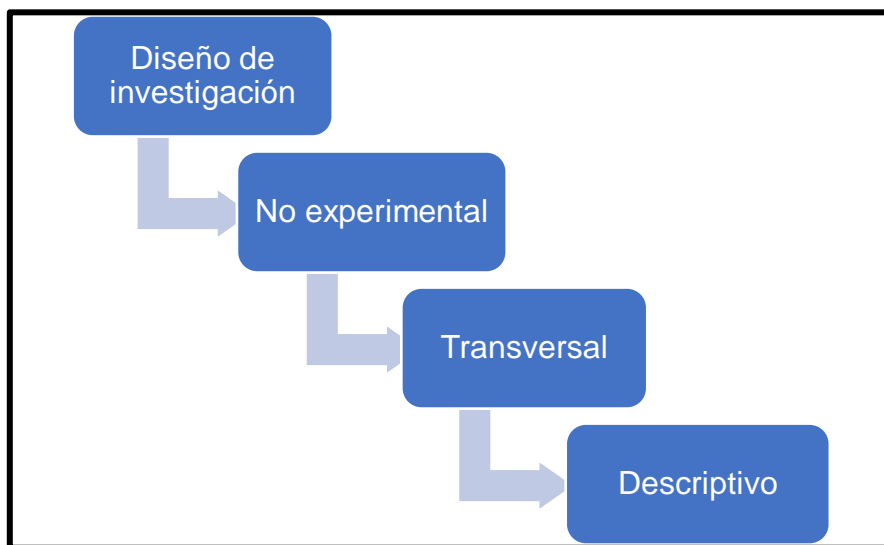 Diseño de
investigación
No experimental
Transversal
Descriptivo